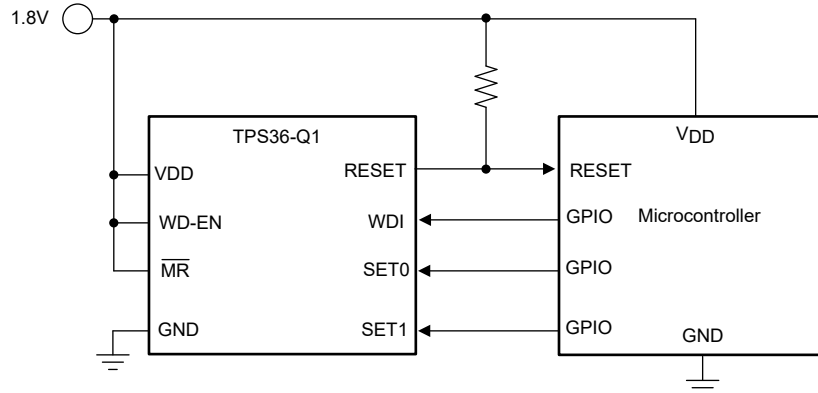 1.8V
TPS36-Q1
VDD
WD-EN
MR
GND
RESET
WDI
SET0
SET1
VDD
RESET
GPIO
Microcontroller
GPIO
GPIO
GND